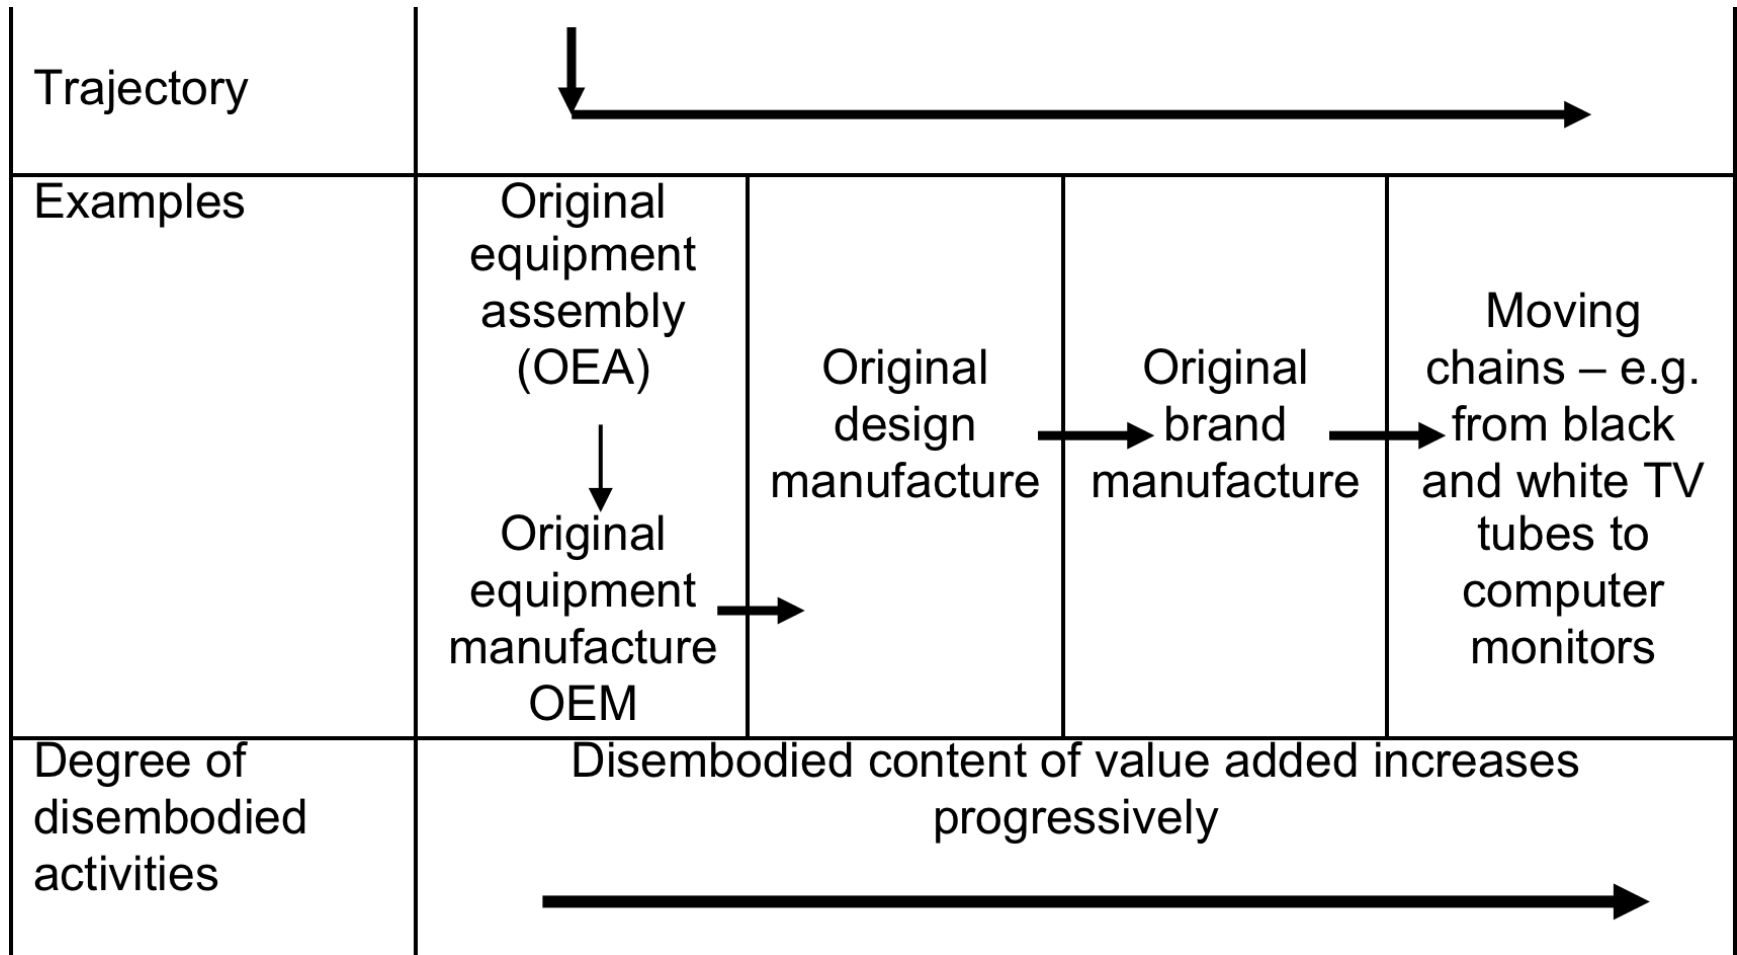 Trajectory
Examples
Original
equipment
assembly
(OEA)
Original
equipment
manufacture
OEM
Original
design
manufacture
Original
brand
manufacture
Moving
chains – e.g.
from black
and white TV
tubes to
computer
monitors
Degree of
disembodied
activities
Disembodied content of value added increases
progressively